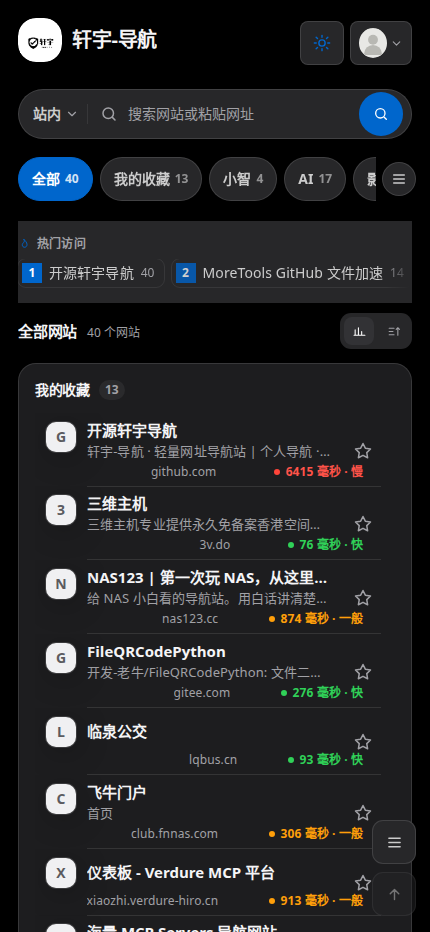 轩宇
轩宇-导航
站内
搜索网站或粘贴网址
全部 40
我的收藏 13
小智 4
AI 17
热门访问
1 开源轩宇导航 40
2 MoreTools GitHub 文件加速 14
全部网站 40 个网站
我的收藏 13
G
开源轩宇导航
轩宇-导航 · 轻量网址导航站 | 个人导航 ·...
github.com
6415 毫秒 · 慢
3
三维主机
三维主机专业提供永久免备案香港空间...
3v.do
76 毫秒 · 快
N
NAS123 | 第一次玩 NAS，从这里...
给 NAS 小白看的导航站。用白话讲清楚...
nas123.cc
874 毫秒 · 一般
G
FileQRCodePython
开发-老牛/FileQRCodePython: 文件二...
gitee.com
276 毫秒 · 快
L
临泉公交
lqbus.cn
93 毫秒 · 快
C
飞牛门户
首页
club.fnnas.com
306 毫秒 · 一般
X
仪表板 - Verdure MCP 平台
xiaozhi.verdure-hiro.cn
913 毫秒 · 一般
海量 MCP Servers 导航网站